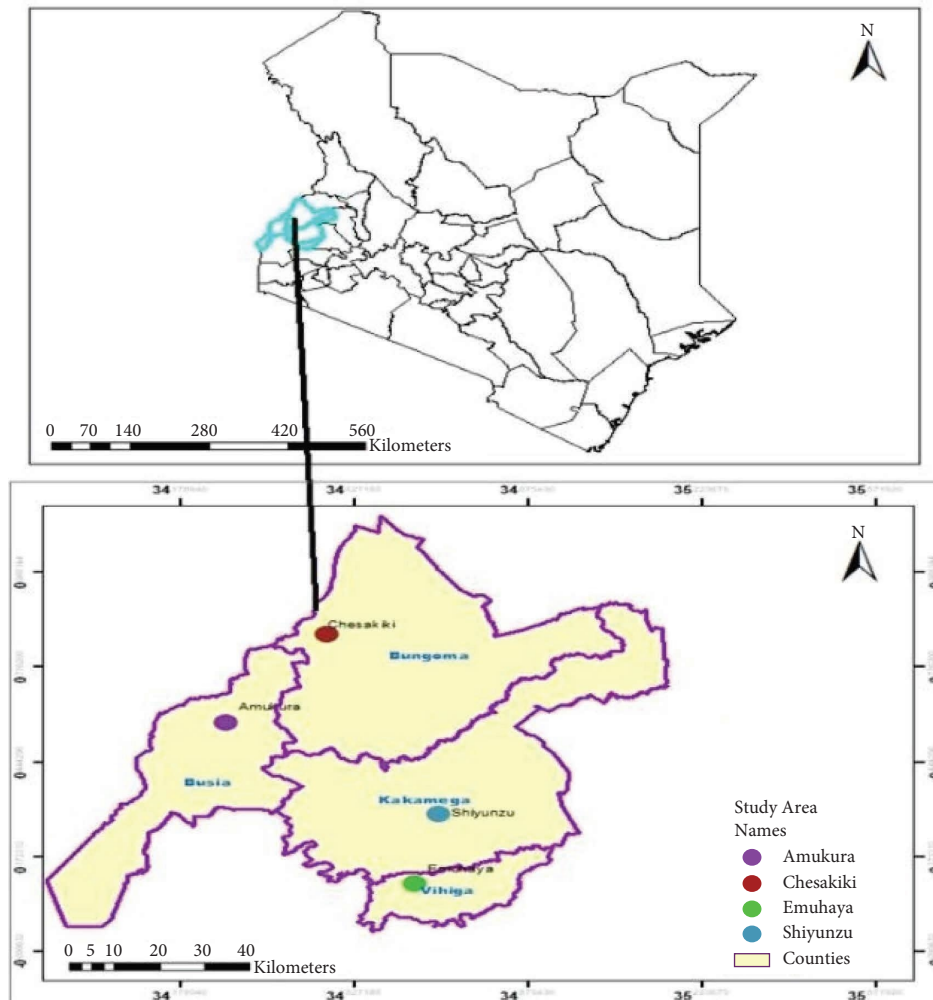 N
0 70 140 280 420 560
Kilometers
34 34 34 35 35
N
Chesakiki
Bungoma
Amukura
Busia
Kakamega
Shiyunzu
Emuhaya
Vihiga
Study Area
Names
Amukura
Chesakiki
Emuhaya
Shiyunzu
Counties
0 5 10 20 30 40
Kilometers
34 34 34 35 35